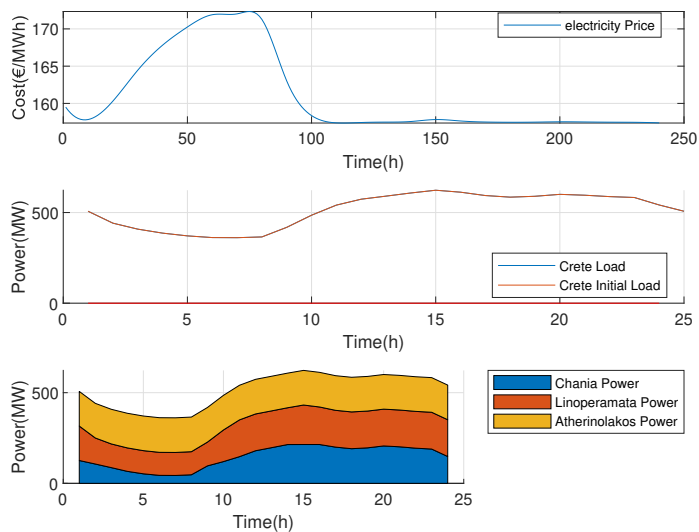 Cost(€/MWh)
170
165
160
electricity Price
0 50 100 150 200 250
Time(h)
Power(MW)
500
0
Crete Load
Crete Initial Load
0 5 10 15 20 25
Time(h)
Power(MW)
500
0
Chania Power
Linoperamata Power
Atherinolakos Power
0 5 10 15 20 25
Time(h)